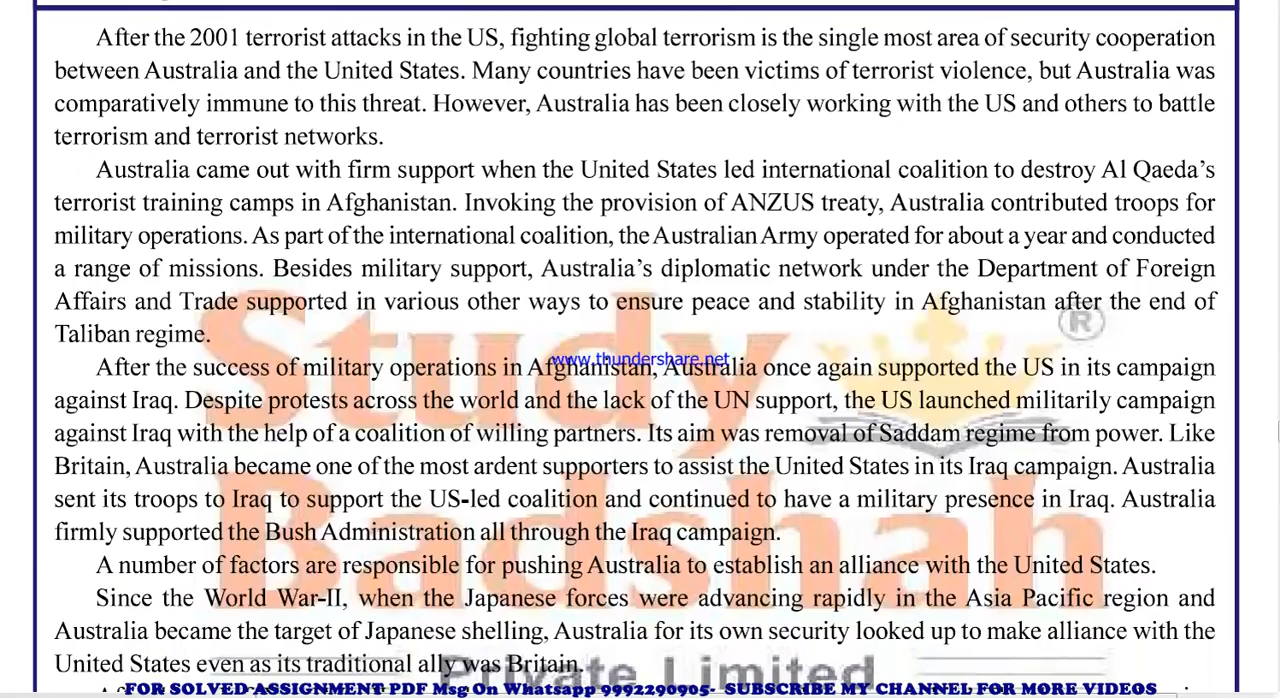 After the 2001 terrorist attacks in the US, fighting global terrorism is the single most area of security cooperation
between Australia and the United States. Many countries have been victims of terrorist violence, but Australia was
comparatively immune to this threat. However, Australia has been closely working with the US and others to battle
terrorism and terrorist networks.
Australia came out with firm support when the United States led international coalition to destroy Al Qaeda's
terrorist training camps in Afghanistan. Invoking the provision of ANZUS treaty, Australia contributed troops for
military operations. As part of the international coalition, the Australian Army operated for about a year and conducted
a range of missions. Besides military support, Australia's diplomatic network under the Department of Foreign
Affairs and Trade supported in various other ways to ensure peace and stability in Afghanistan after the end of
Taliban regime.
www.thundershare.net
After the success of military operations in Afghanistan, Australia once again supported the US in its campaign
against Iraq. Despite protests across the world and the lack of the UN support, the US launched militarily campaign
against Iraq with the help of a coalition of willing partners. Its aim was removal of Saddam regime from power. Like
Britain, Australia became one of the most ardent supporters to assist the United States in its Iraq campaign. Australia
sent its troops to Iraq to support the US-led coalition and continued to have a military presence in Iraq. Australia
firmly supported the Bush Administration all through the Iraq campaign.
A number of factors are responsible for pushing Australia to establish an alliance with the United States.
Since the World War-II, when the Japanese forces were advancing rapidly in the Asia Pacific region and
Australia became the target of Japanese shelling, Australia for its own security looked up to make alliance with the
United States even as its traditional ally was Britain.
Study
®
Badshah
Private Limited
FOR SOLVED ASSIGNMENT PDF Msg On Whatsapp 9992290905- SUBSCRIBE MY CHANNEL FOR MORE VIDEOS